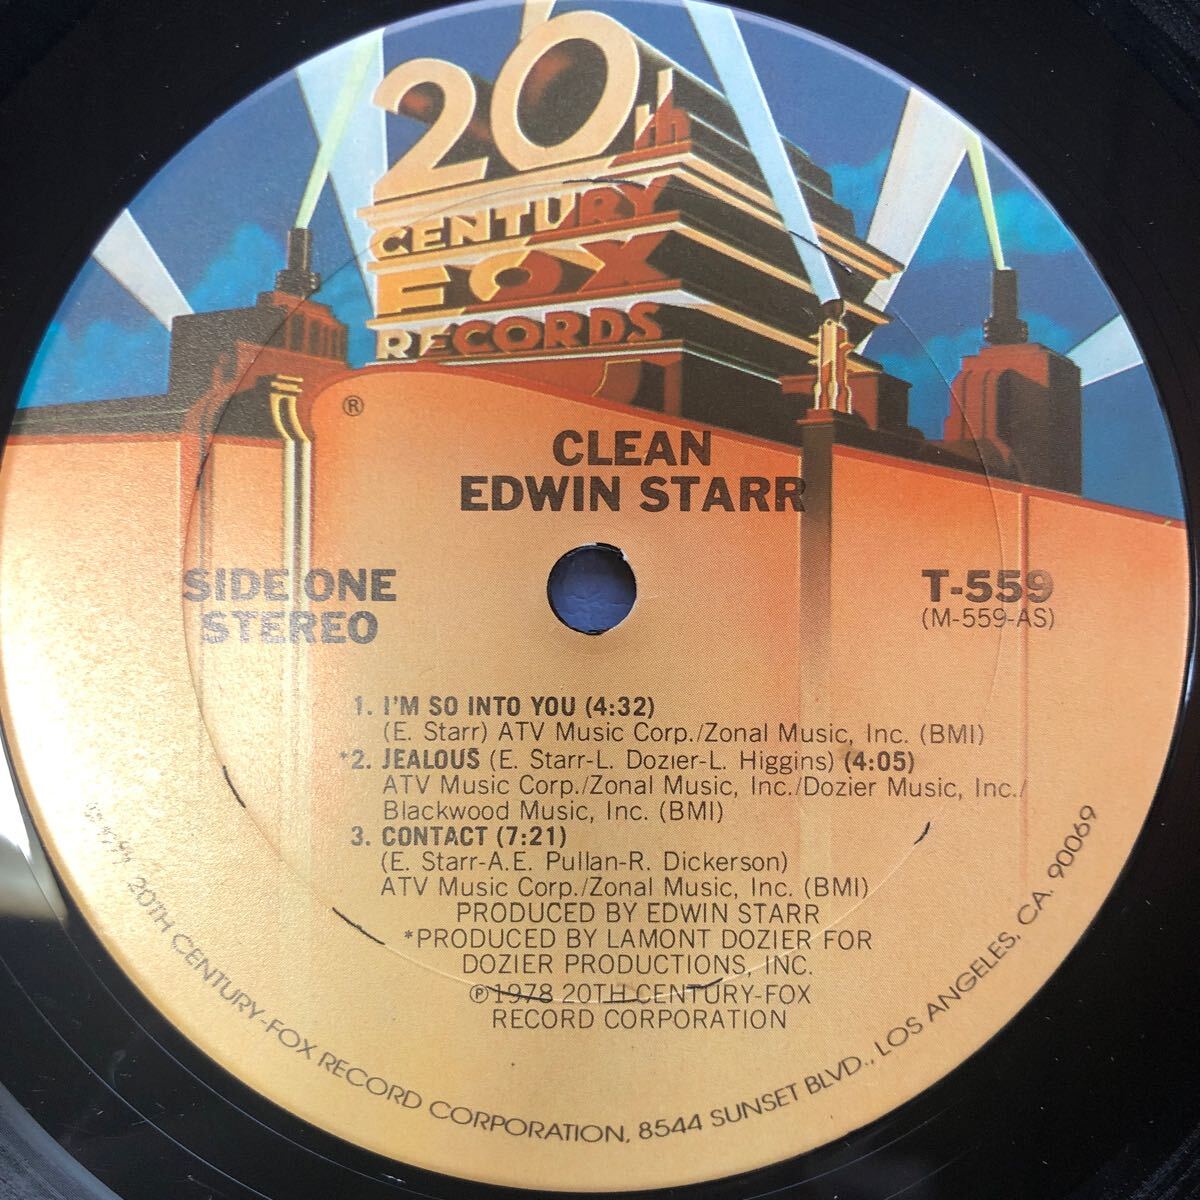 20th
CENTURY
FOX
RECORDS
®
CLEAN
EDWIN STARR
SIDE ONE
STEREO
T-559
(M-559-AS)
1. I'M SO INTO YOU (4:32)
(E. Starr) ATV Music Corp./Zonal Music, Inc. (BMI)
*2. JEALOUS (E. Starr-L. Dozier-L. Higgins) (4:05)
ATV Music Corp./Zonal Music, Inc./Dozier Music, Inc./
Blackwood Music, Inc. (BMI)
3. CONTACT (7:21)
(E. Starr-A.E. Pullan-R. Dickerson)
ATV Music Corp./Zonal Music, Inc. (BMI)
PRODUCED BY EDWIN STARR
*PRODUCED BY LAMONT DOZIER FOR
DOZIER PRODUCTIONS, INC.
℗1978 20TH CENTURY-FOX
RECORD CORPORATION
20TH CENTURY-FOX RECORD CORPORATION, 8544 SUNSET BLVD., LOS ANGELES, CA. 90069